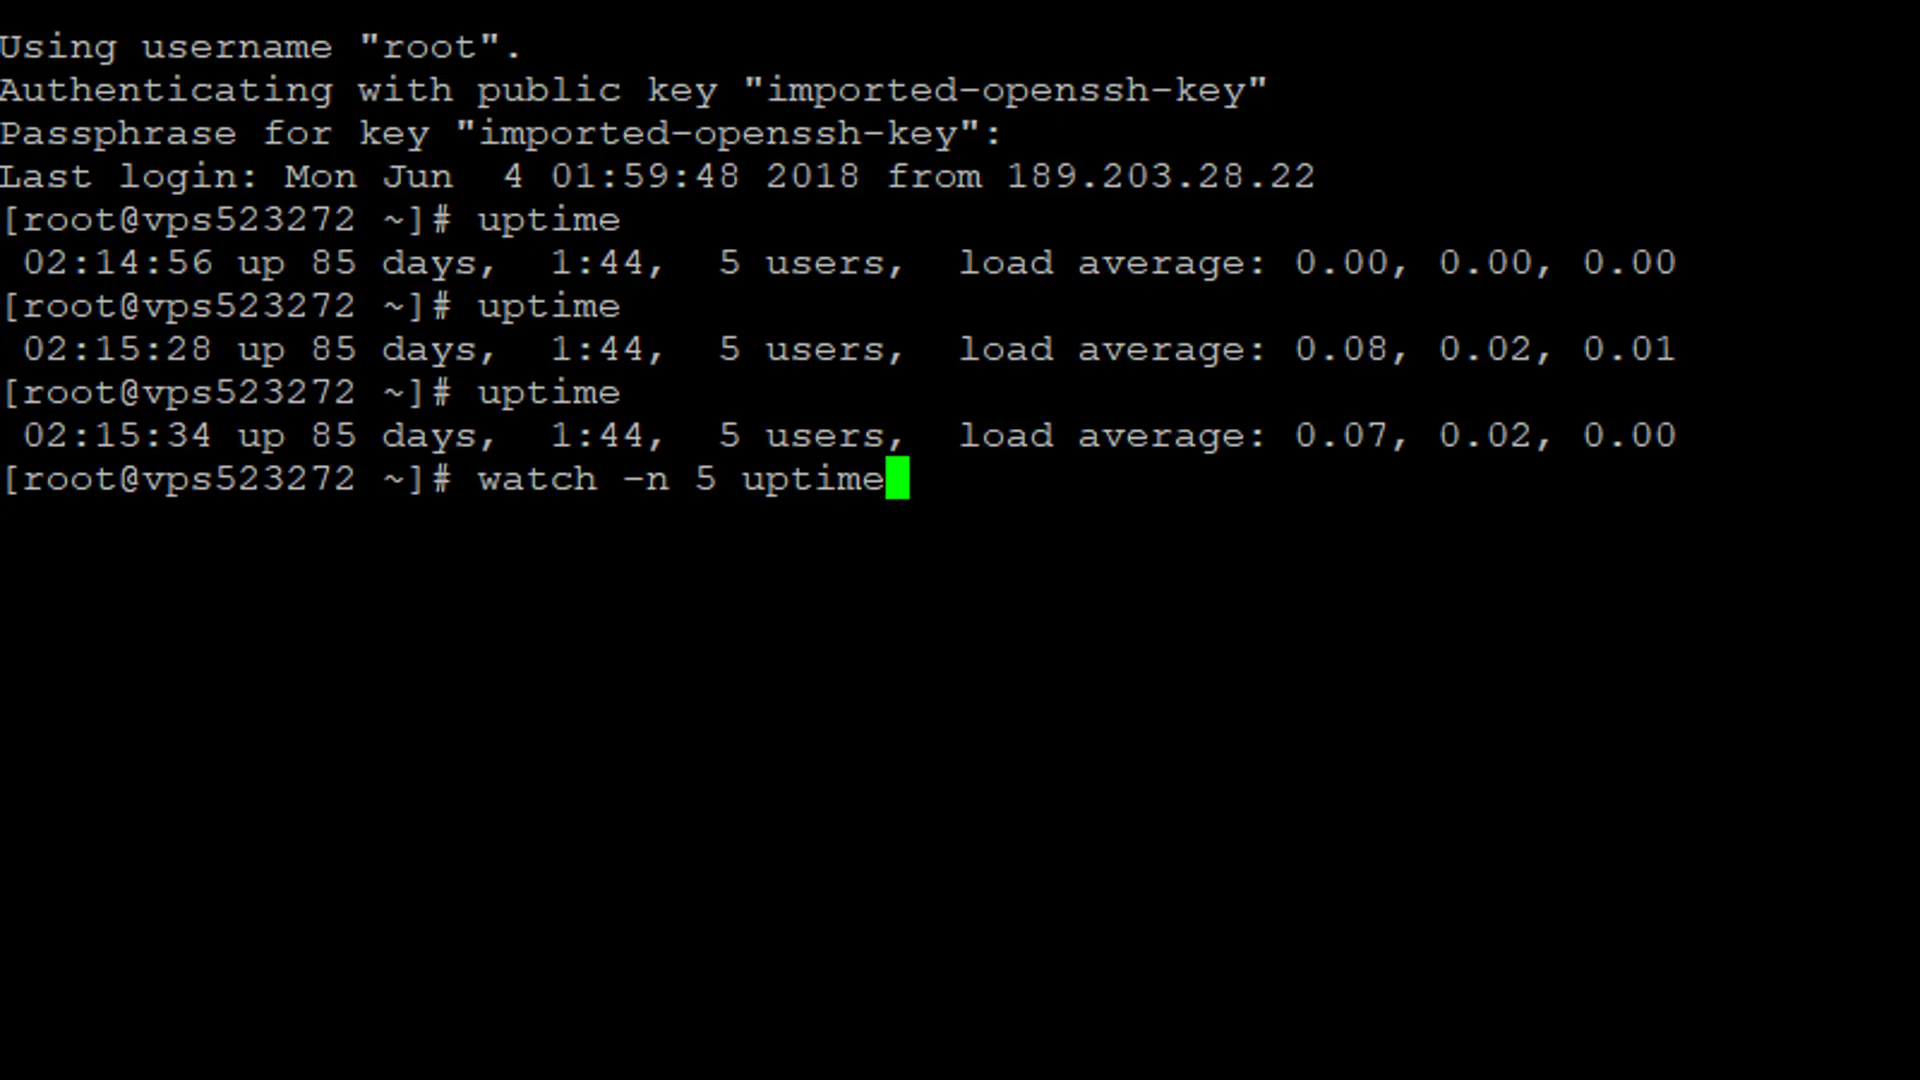 Using username "root".
Authenticating with public key "imported-openssh-key"
Passphrase for key "imported-openssh-key":
Last login: Mon Jun  4 01:59:48 2018 from 189.203.28.22
[root@vps523272 ~]# uptime
 02:14:56 up 85 days,  1:44,  5 users,  load average: 0.00, 0.00, 0.00
[root@vps523272 ~]# uptime
 02:15:28 up 85 days,  1:44,  5 users,  load average: 0.08, 0.02, 0.01
[root@vps523272 ~]# uptime
 02:15:34 up 85 days,  1:44,  5 users,  load average: 0.07, 0.02, 0.00
[root@vps523272 ~]# watch -n 5 uptime